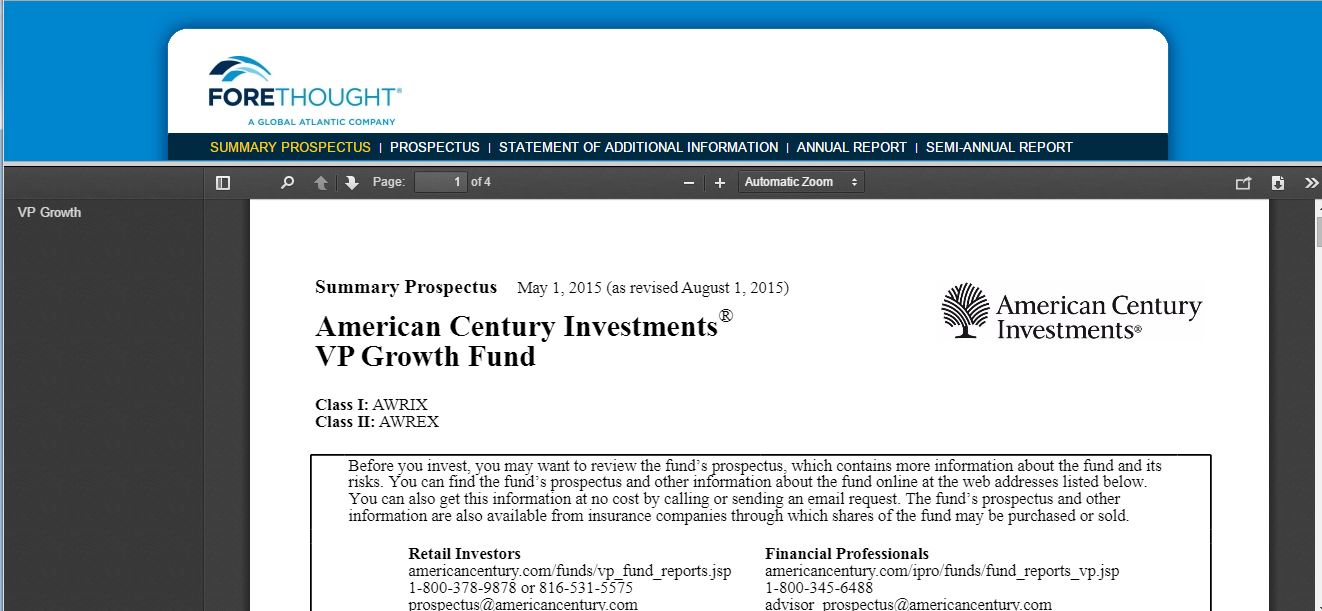 FORETHOUGHT®
A GLOBAL ATLANTIC COMPANY
SUMMARY PROSPECTUS | PROSPECTUS | STATEMENT OF ADDITIONAL INFORMATION | ANNUAL REPORT | SEMI-ANNUAL REPORT
Page: 1 of 4
Automatic Zoom
VP Growth
Summary Prospectus May 1, 2015 (as revised August 1, 2015)
American Century Investments®
VP Growth Fund
American Century
Investments®
Class I: AWRIX
Class II: AWREX
Before you invest, you may want to review the fund's prospectus, which contains more information about the fund and its
risks. You can find the fund's prospectus and other information about the fund online at the web addresses listed below.
You can also get this information at no cost by calling or sending an email request. The fund's prospectus and other
information are also available from insurance companies through which shares of the fund may be purchased or sold.
Retail Investors
americancentury.com/funds/vp_fund_reports.jsp
1-800-378-9878 or 816-531-5575
prospectus@americancentury.com
Financial Professionals
americancentury.com/ipro/funds/fund_reports_vp.jsp
1-800-345-6488
advisor_prospectus@americancentury.com